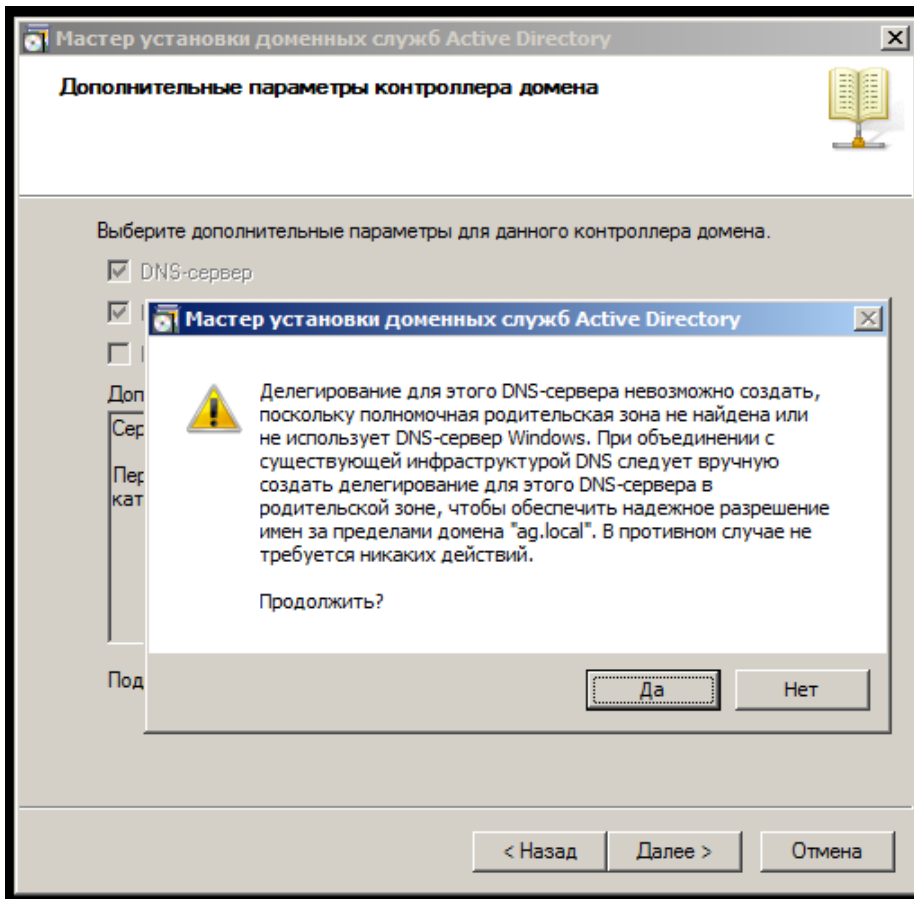 Мастер установки доменных служб Active Directory
Дополнительные параметры контроллера домена
Выберите дополнительные параметры для данного контроллера домена.
DNS-сервер
Мастер установки доменных служб Active Directory
Делегирование для этого DNS-сервера невозможно создать,
поскольку полномочная родительская зона не найдена или
не использует DNS-сервер Windows. При объединении с
существующей инфраструктурой DNS следует вручную
создать делегирование для этого DNS-сервера в
родительской зоне, чтобы обеспечить надежное разрешение
имен за пределами домена "ag.local". В противном случае не
требуется никаких действий.
Продолжить?
Доп
Сер
Пер
кат
Под
Да
Нет
< Назад
Далее >
Отмена